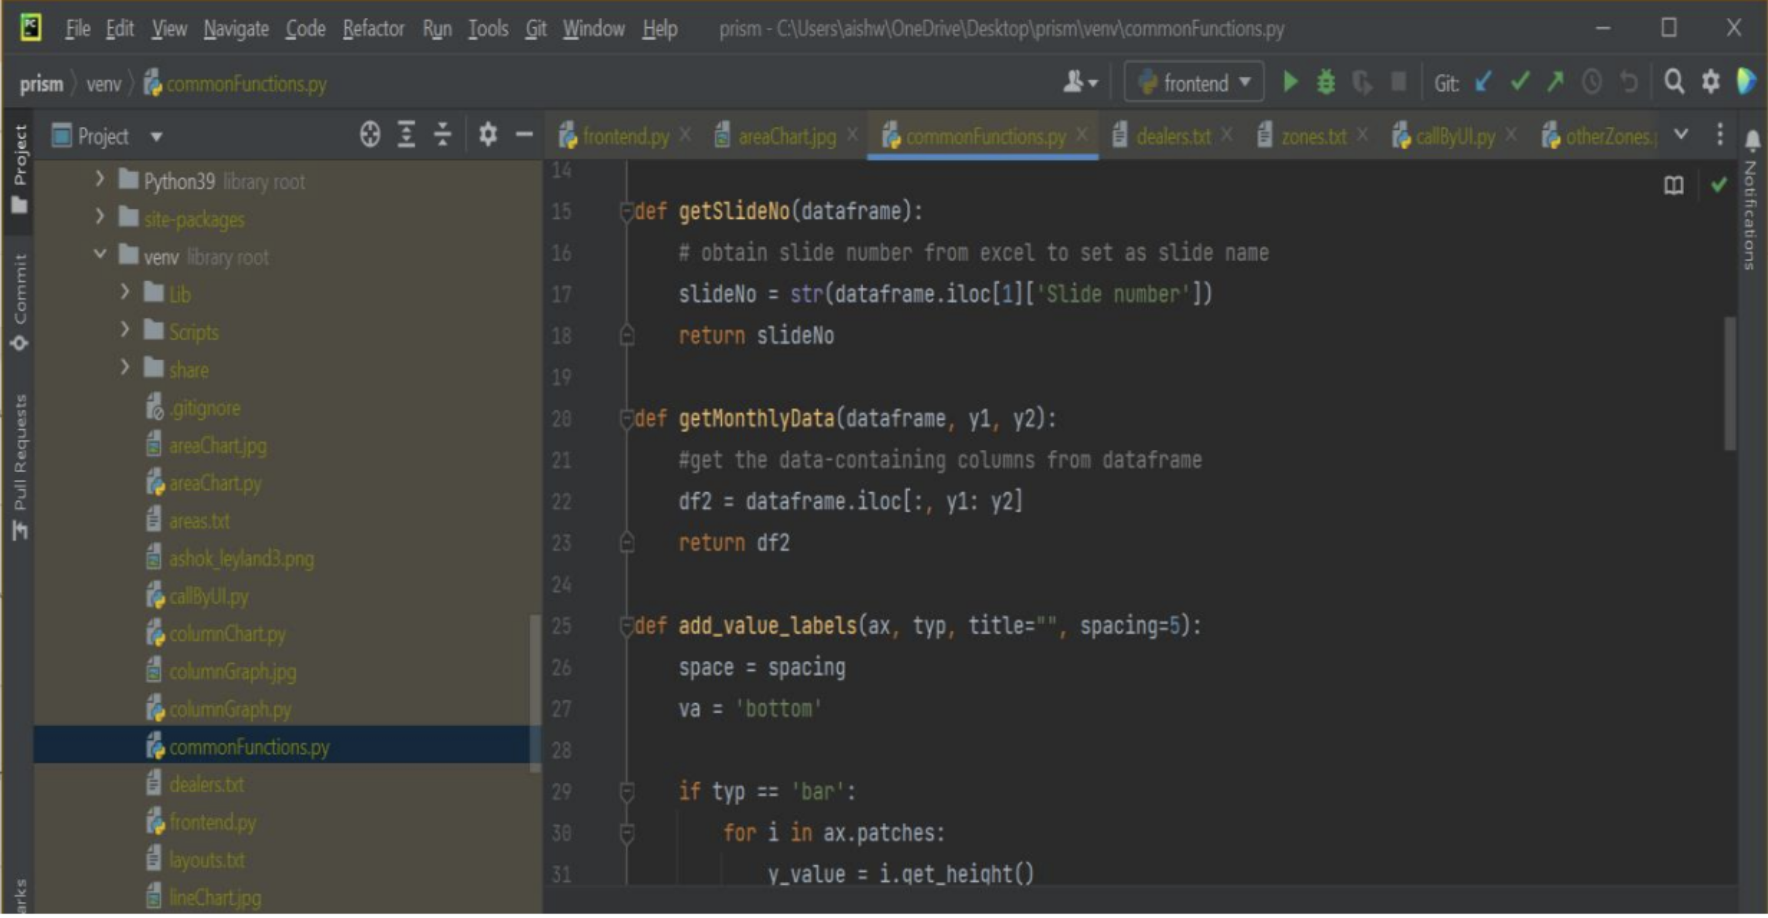 File Edit View Navigate Code Refactor Run Tools Git Window Help prism - C:\Users\aishw\OneDrive\Desktop\prism\venv\commonFunctions.py
prism venv commonFunctions.py frontend Git:
Project frontend.py areaChart.jpg commonFunctions.py dealers.txt zones.txt callByUI.py otherZones.
Project
Commit
Pull Requests
Python39 library root
site-packages
venv library root
Lib
Scripts
share
.gitignore
areaChart.jpg
areaChart.py
areas.txt
ashok_leyland3.png
callByUI.py
columnChart.py
columnGraph.jpg
columnGraph.py
commonFunctions.py
dealers.txt
frontend.py
layouts.txt
lineChart.jpg
14
15 def getSlideNo(dataframe):
16 # obtain slide number from excel to set as slide name
17 slideNo = str(dataframe.iloc[1]['Slide number'])
18 return slideNo
19
20 def getMonthlyData(dataframe, y1, y2):
21 #get the data-containing columns from dataframe
22 df2 = dataframe.iloc[:, y1: y2]
23 return df2
24
25 def add_value_labels(ax, typ, title="", spacing=5):
26 space = spacing
27 va = 'bottom'
28
29 if typ == 'bar':
30 for i in ax.patches:
31 y_value = i.get_height()
Notifications